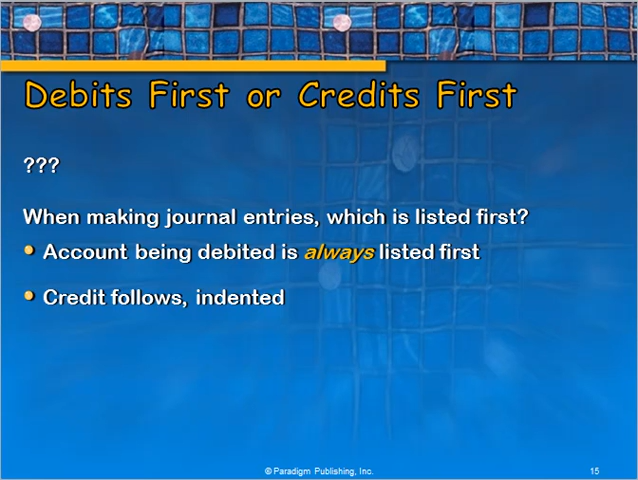 Debits First or Credits First
???
When making journal entries, which is listed first?
• Account being debited is always listed first
• Credit follows, indented
© Paradigm Publishing, Inc.
15